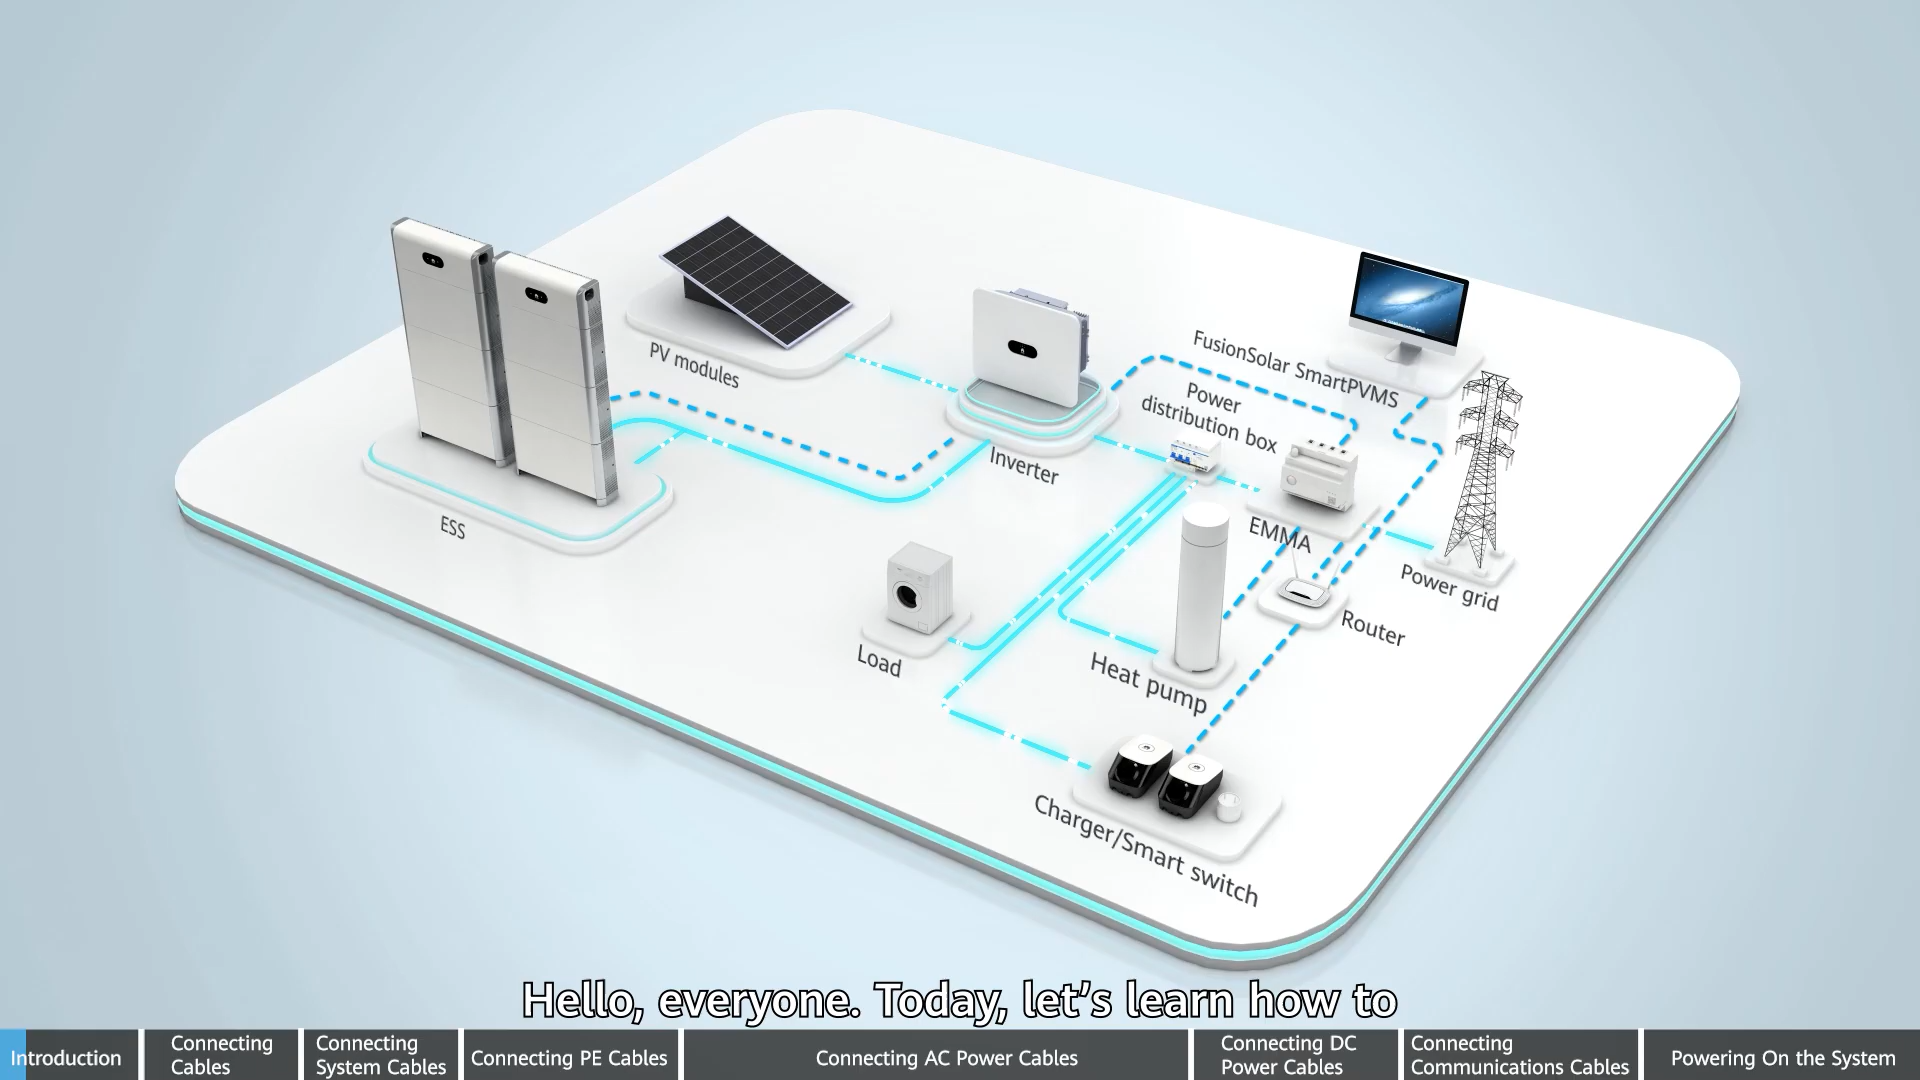 PV modules
FusionSolar SmartPVMS
Power
distribution box
Inverter
ESS
EMMA
Power grid
Router
Load
Heat pump
Charger/Smart switch
Hello, everyone. Today, let's learn how to
Introduction
Connecting
Cables
Connecting
System Cables
Connecting PE Cables
Connecting AC Power Cables
Connecting DC
Power Cables
Connecting
Communications Cables
Powering On the System